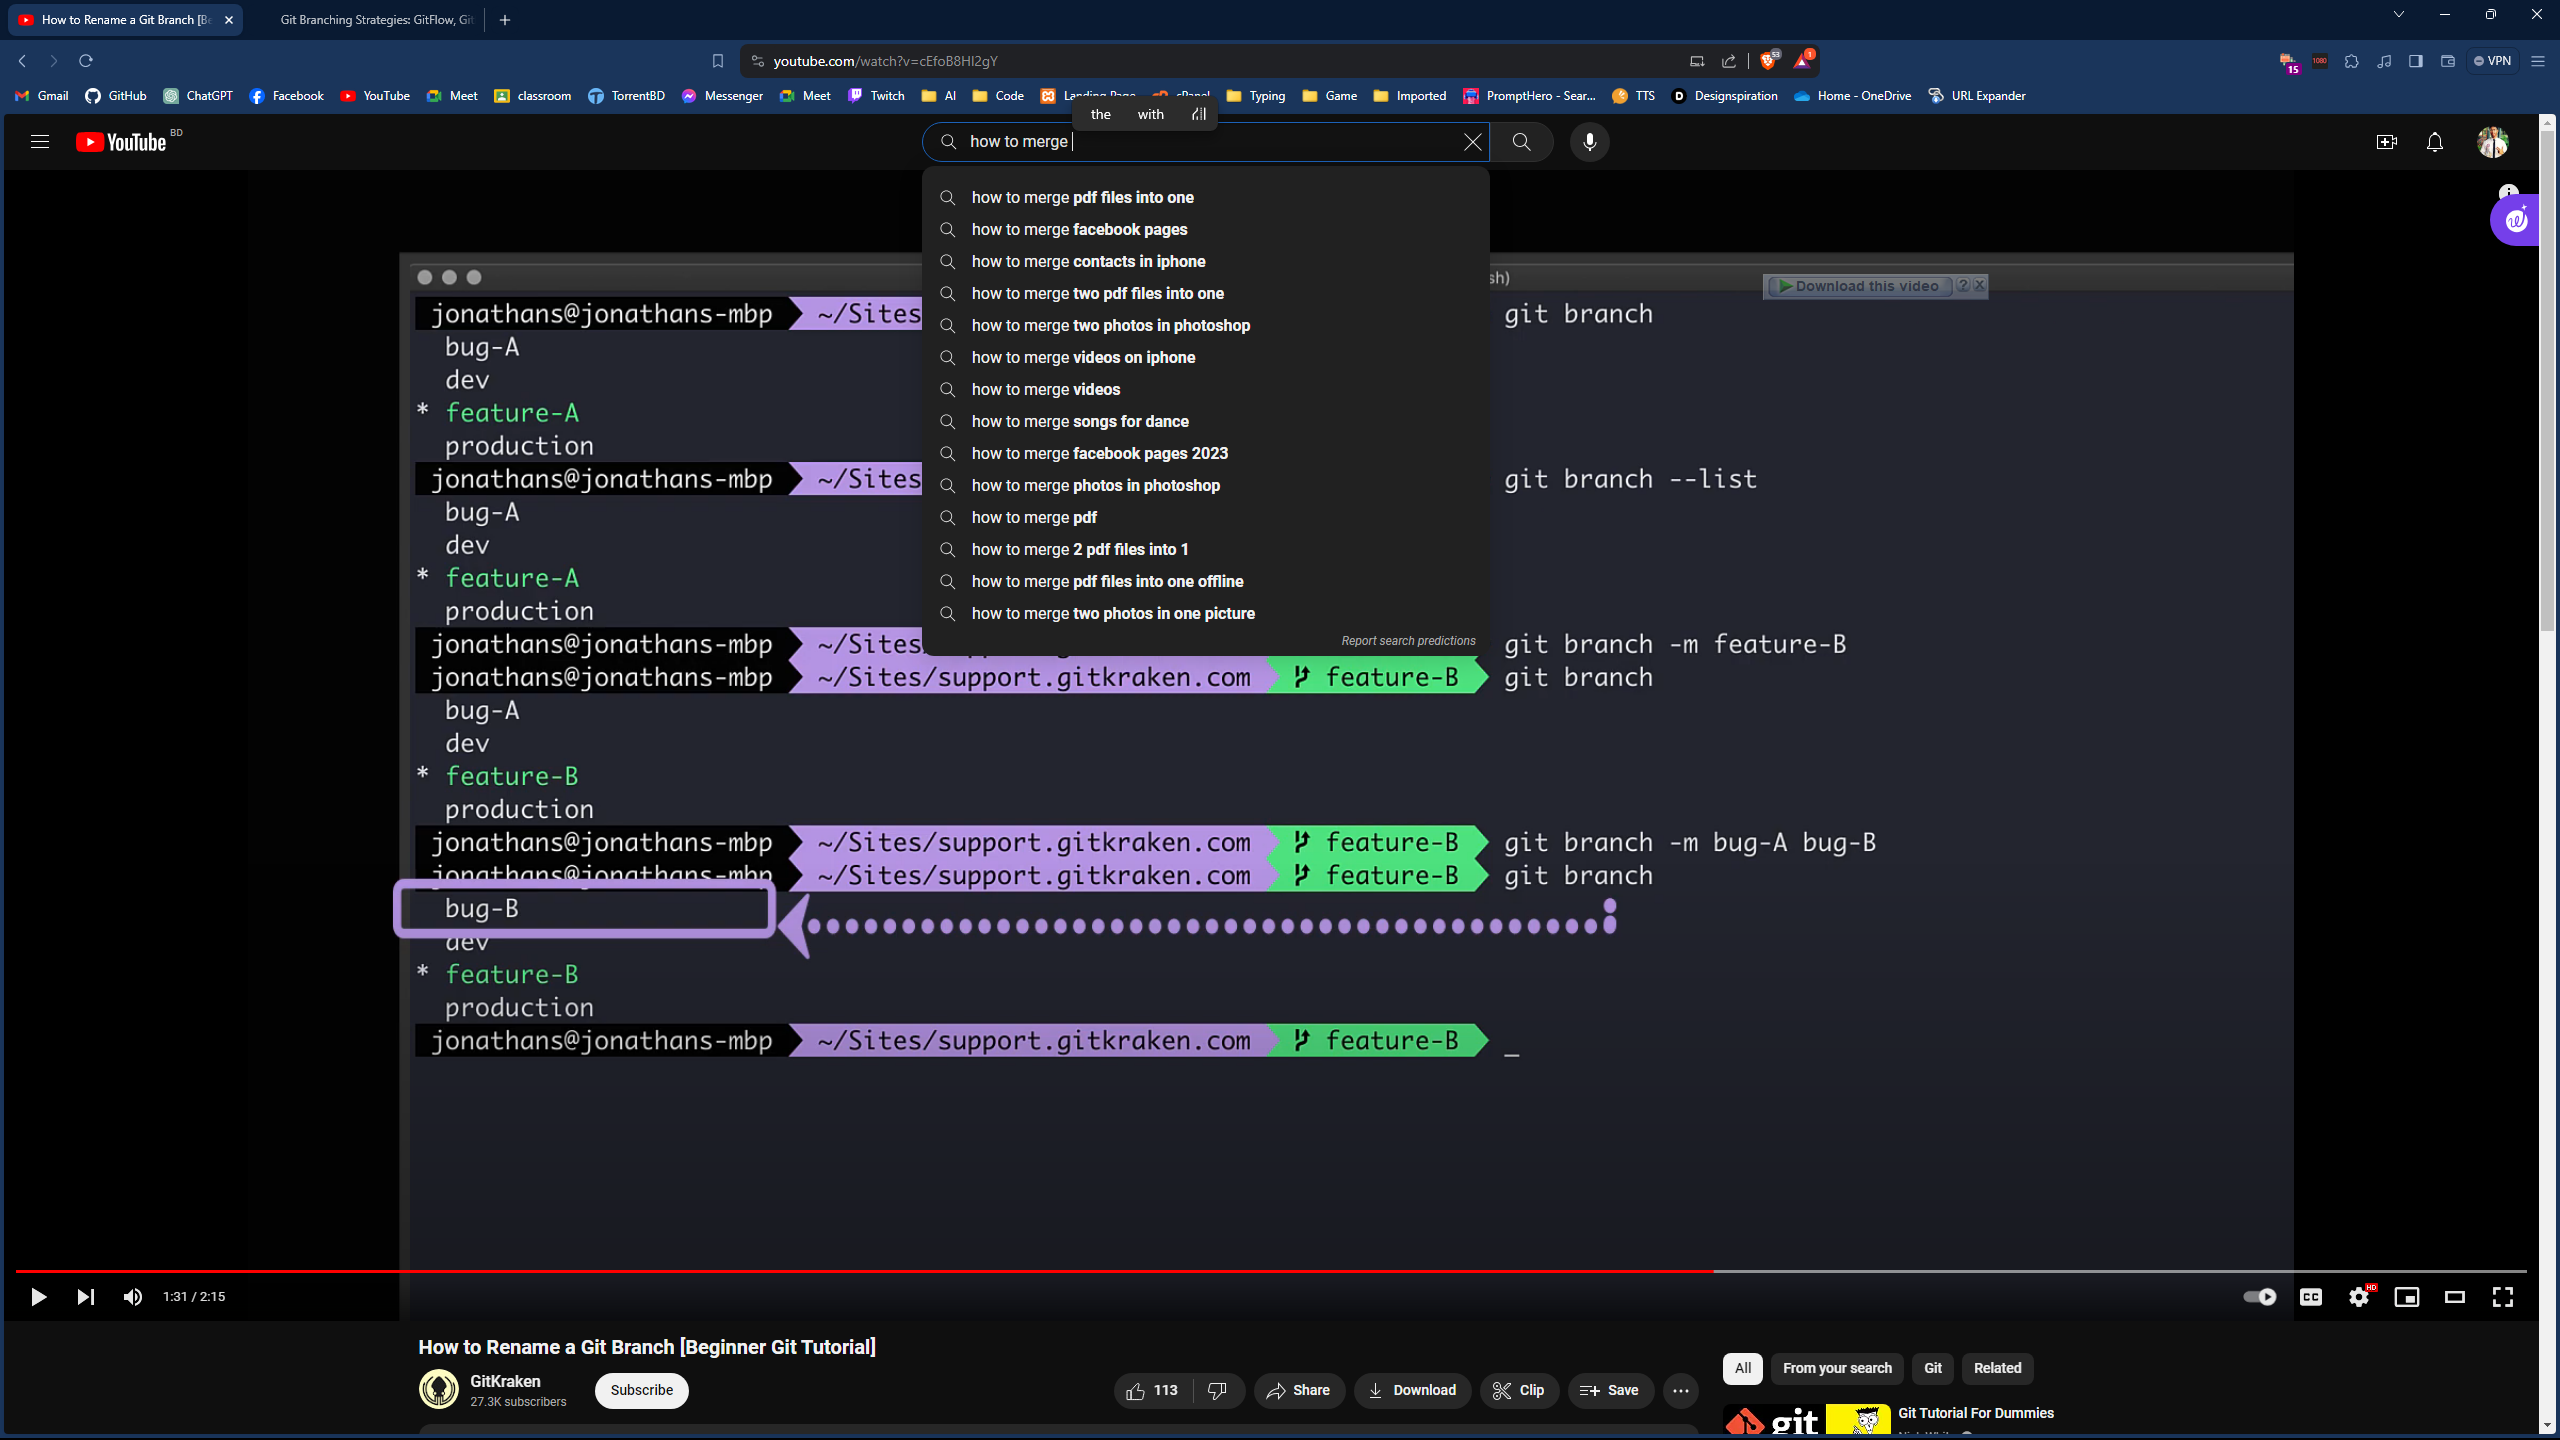 How to Rename a Git Branch [Be
Git Branching Strategies: GitFlow, Git
youtube.com/watch?v=cEfoB8Hl2gY
53
1
15
1080
VPN
Gmail GitHub ChatGPT Facebook YouTube Meet classroom TorrentBD Messenger Meet Twitch AI Code Landing Page cPanel Typing Game Imported PromptHero - Sear... TTS Designspiration Home - OneDrive URL Expander
the with
YouTube BD
how to merge
how to merge pdf files into one
how to merge facebook pages
how to merge contacts in iphone
how to merge two pdf files into one
how to merge two photos in photoshop
how to merge videos on iphone
how to merge videos
how to merge songs for dance
how to merge facebook pages 2023
how to merge photos in photoshop
how to merge pdf
how to merge 2 pdf files into 1
how to merge pdf files into one offline
how to merge two photos in one picture
Report search predictions
sh)
Download this video ? X
jonathans@jonathans-mbp ~/Sites git branch
bug-A
dev
* feature-A
production
jonathans@jonathans-mbp ~/Sites git branch --list
bug-A
dev
* feature-A
production
jonathans@jonathans-mbp ~/Sites git branch -m feature-B
jonathans@jonathans-mbp ~/Sites/support.gitkraken.com feature-B git branch
bug-A
dev
* feature-B
production
jonathans@jonathans-mbp ~/Sites/support.gitkraken.com feature-B git branch -m bug-A bug-B
jonathans@jonathans-mbp ~/Sites/support.gitkraken.com feature-B git branch
bug-B
dev
* feature-B
production
jonathans@jonathans-mbp ~/Sites/support.gitkraken.com feature-B _
1:31 / 2:15
CC
HD
How to Rename a Git Branch [Beginner Git Tutorial]
GitKraken
27.3K subscribers
Subscribe
113
Share
Download
Clip
Save
All
From your search
Git
Related
git
Git Tutorial For Dummies